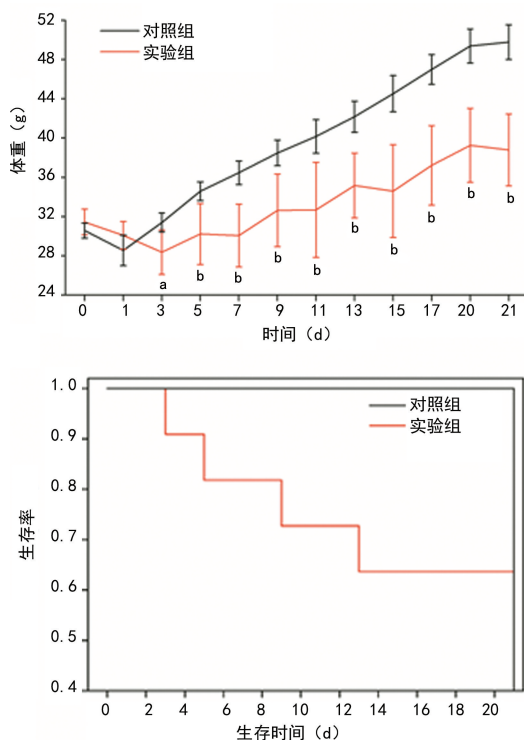 52
48
44
40
36
32
28
24
体重（g）
对照组
实验组
a
b
b
b
b
b
b
b
b
b
0 1 3 5 7 9 11 13 15 17 20 21
时间（d）
1.0
0.9
0.8
0.7
0.6
0.5
0.4
生存率
对照组
实验组
0 2 4 6 8 10 12 14 16 18 20
生存时间（d）